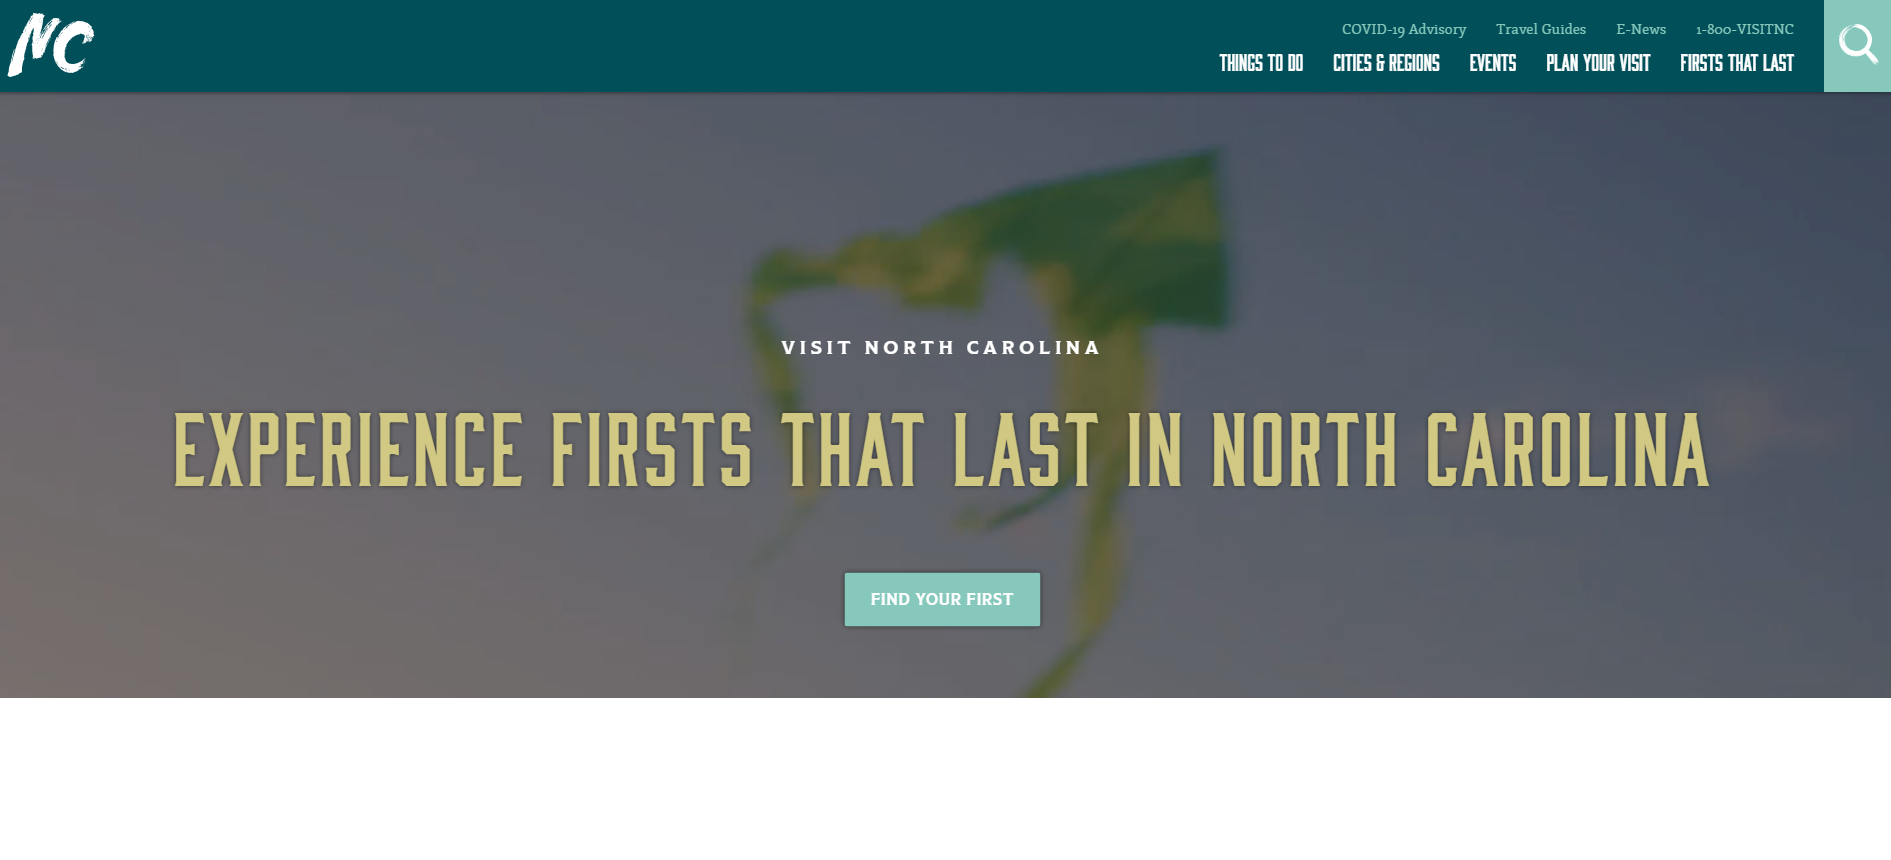 NC
COVID-19 Advisory Travel Guides E-News 1-800-VISITNC
THINGS TO DO CITIES & REGIONS EVENTS PLAN YOUR VISIT FIRSTS THAT LAST
VISIT NORTH CAROLINA
EXPERIENCE FIRSTS THAT LAST IN NORTH CAROLINA
FIND YOUR FIRST